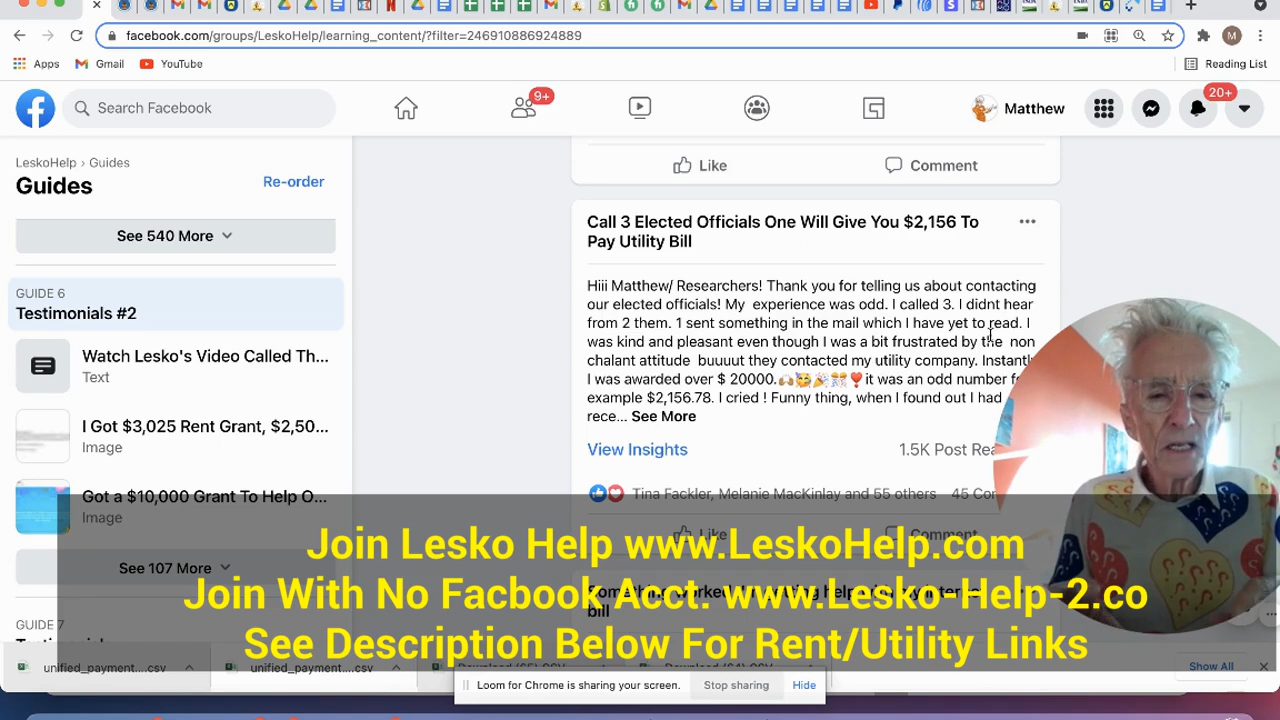 facebook.com/groups/LeskoHelp/learning_content/?filter=246910886924889
M
Apps Gmail YouTube Reading List
Search Facebook 9+ Matthew 20+
LeskoHelp › Guides
Guides Re-order
See 540 More
GUIDE 6
Testimonials #2
Watch Lesko's Video Called Th...
Text
I Got $3,025 Rent Grant, $2,50...
Image
Got a $10,000 Grant To Help O...
Image
See 107 More
GUIDE 7
Like Comment
Call 3 Elected Officials One Will Give You $2,156 To
Pay Utility Bill
Hiii Matthew/ Researchers! Thank you for telling us about contacting
our elected officials! My experience was odd. I called 3. I didnt hear
from 2 them. 1 sent something in the mail which I have yet to read. I
was kind and pleasant even though I was a bit frustrated by the non
chalant attitude buuuut they contacted my utility company. Instantl
I was awarded over $ 20000.🙌🥰🎉🎊❣️it was an odd number f
example $2,156.78. I cried ! Funny thing, when I found out I had
rece... See More
View Insights 1.5K Post Rea
Tina Fackler, Melanie MacKinlay and 55 others 45 Co
Like Comment
bill
Join Lesko Help www.LeskoHelp.com
Join With No Facbook Acct. www.Lesko-Help-2.co
See Description Below For Rent/Utility Links
unified_payment....csv unified_payment....csv Show All
Loom for Chrome is sharing your screen. Stop sharing Hide